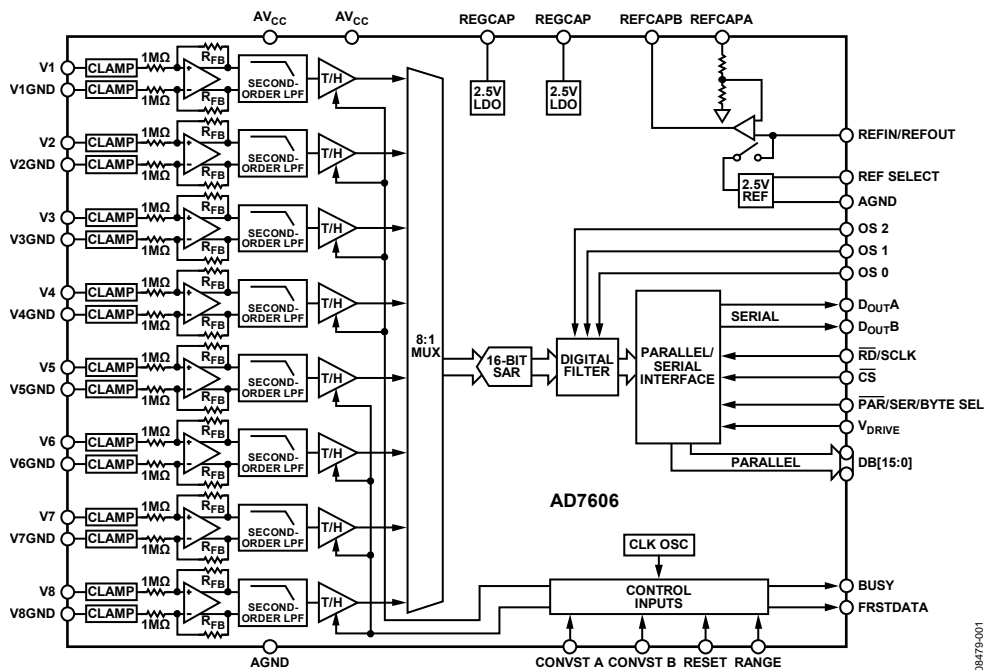 AVCC AVCC REGCAP REGCAP REFCAPB REFCAPA
V1 CLAMP 1MΩ RFB
V1GND CLAMP 1MΩ RFB
SECOND-
ORDER LPF
T/H
2.5V
LDO
2.5V
LDO
V2 CLAMP 1MΩ RFB
V2GND CLAMP 1MΩ RFB
SECOND-
ORDER LPF
T/H
REFIN/REFOUT
2.5V
REF
REF SELECT
AGND
V3 CLAMP 1MΩ RFB
V3GND CLAMP 1MΩ RFB
SECOND-
ORDER LPF
T/H
OS 2
OS 1
OS 0
V4 CLAMP 1MΩ RFB
V4GND CLAMP 1MΩ RFB
SECOND-
ORDER LPF
T/H
8:1
MUX
16-BIT
SAR
DIGITAL
FILTER
PARALLEL/
SERIAL
INTERFACE
SERIAL
DOUTA
DOUTB
RD/SCLK
CS
PAR/SER/BYTE SEL
VDRIVE
PARALLEL
DB[15:0]
V5 CLAMP 1MΩ RFB
V5GND CLAMP 1MΩ RFB
SECOND-
ORDER LPF
T/H
V6 CLAMP 1MΩ RFB
V6GND CLAMP 1MΩ RFB
SECOND-
ORDER LPF
T/H
AD7606
V7 CLAMP 1MΩ RFB
V7GND CLAMP 1MΩ RFB
SECOND-
ORDER LPF
T/H
CLK OSC
V8 CLAMP 1MΩ RFB
V8GND CLAMP 1MΩ RFB
SECOND-
ORDER LPF
T/H
CONTROL
INPUTS
BUSY
FRSTDATA
AGND CONVST A CONVST B RESET RANGE
08479-001